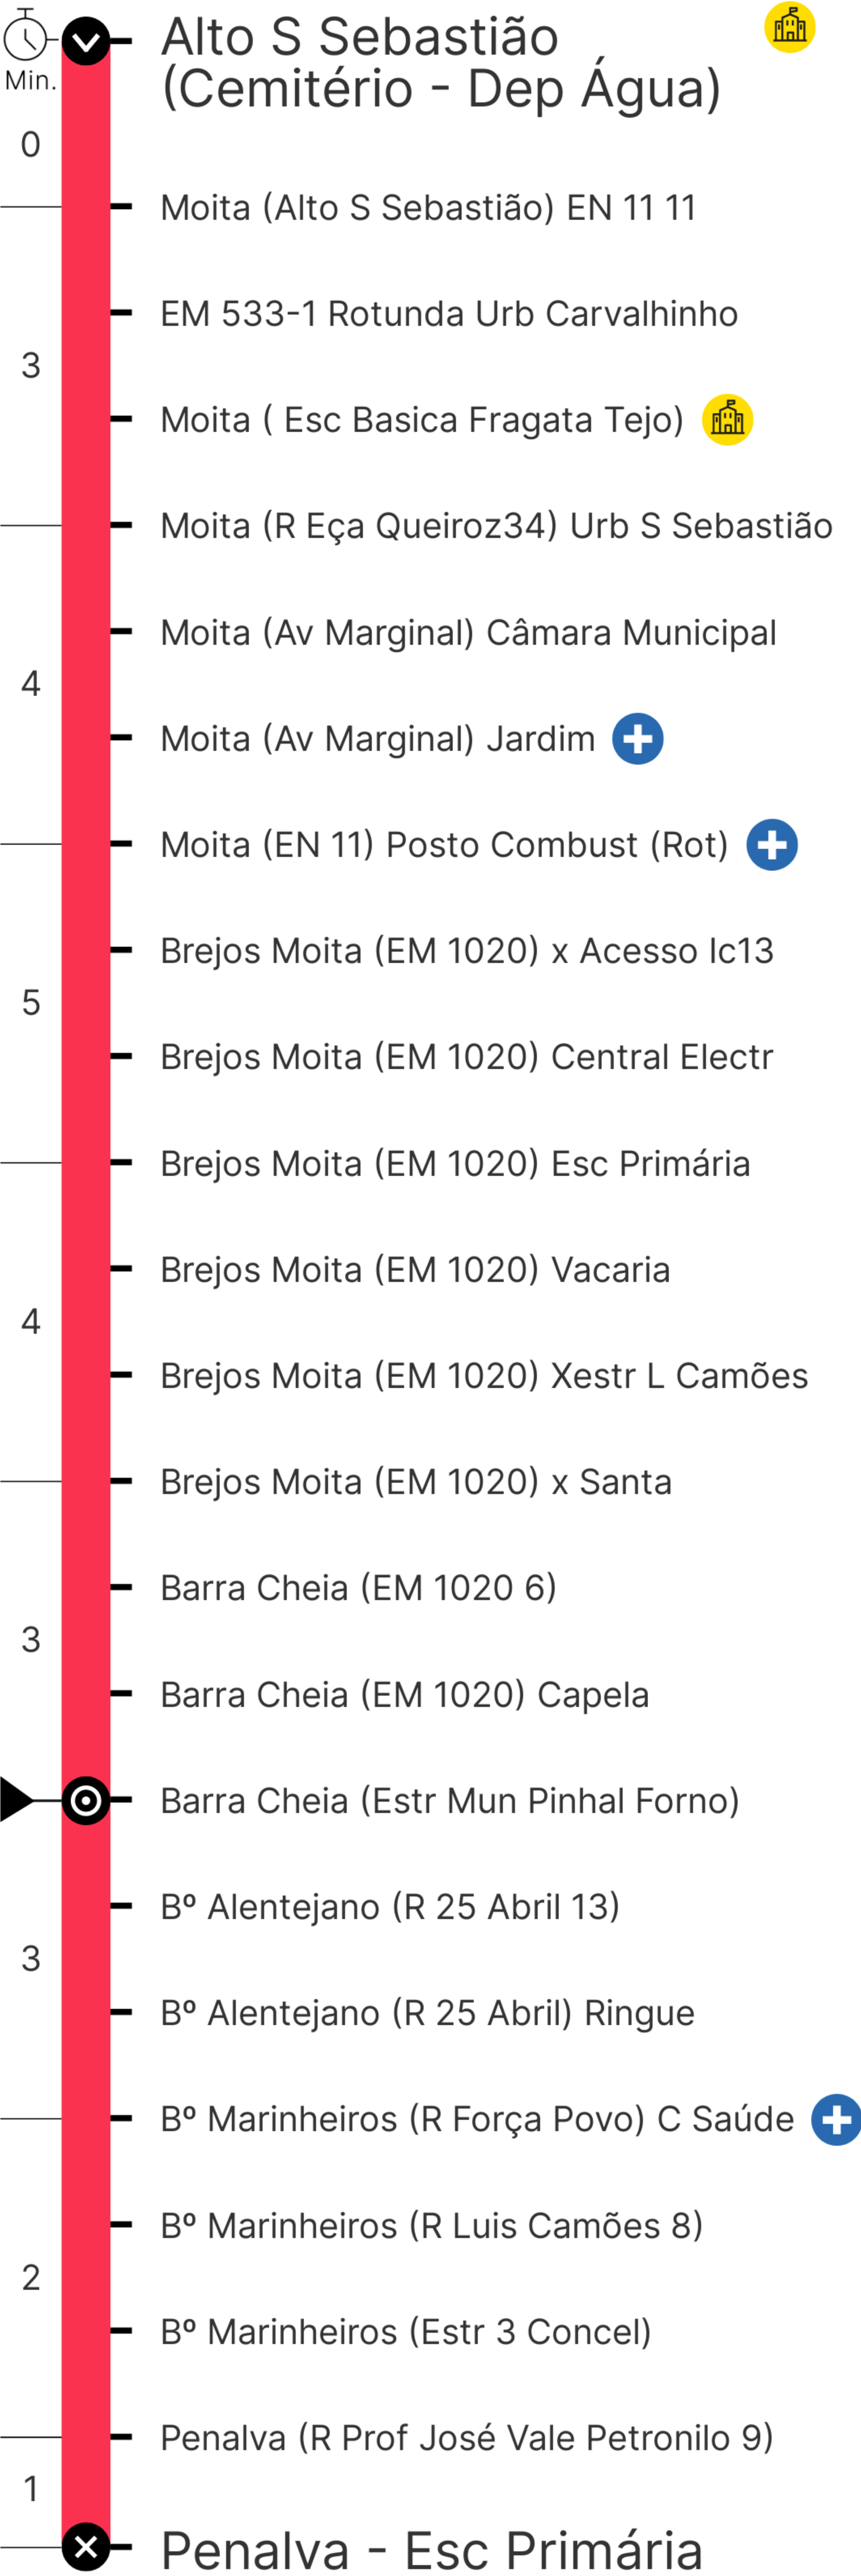 Alto S Sebastião
(Cemitério - Dep Água)
Min.
0
Moita (Alto S Sebastião) EN 11 11
EM 533-1 Rotunda Urb Carvalhinho
3
Moita ( Esc Basica Fragata Tejo)
Moita (R Eça Queiroz34) Urb S Sebastião
Moita (Av Marginal) Câmara Municipal
4
Moita (Av Marginal) Jardim
Moita (EN 11) Posto Combust (Rot)
Brejos Moita (EM 1020) x Acesso Ic13
5
Brejos Moita (EM 1020) Central Electr
Brejos Moita (EM 1020) Esc Primária
Brejos Moita (EM 1020) Vacaria
4
Brejos Moita (EM 1020) Xestr L Camões
Brejos Moita (EM 1020) x Santa
Barra Cheia (EM 1020 6)
3
Barra Cheia (EM 1020) Capela
Barra Cheia (Estr Mun Pinhal Forno)
Bº Alentejano (R 25 Abril 13)
3
Bº Alentejano (R 25 Abril) Ringue
Bº Marinheiros (R Força Povo) C Saúde
Bº Marinheiros (R Luis Camões 8)
2
Bº Marinheiros (Estr 3 Concel)
Penalva (R Prof José Vale Petronilo 9)
1
Penalva - Esc Primária